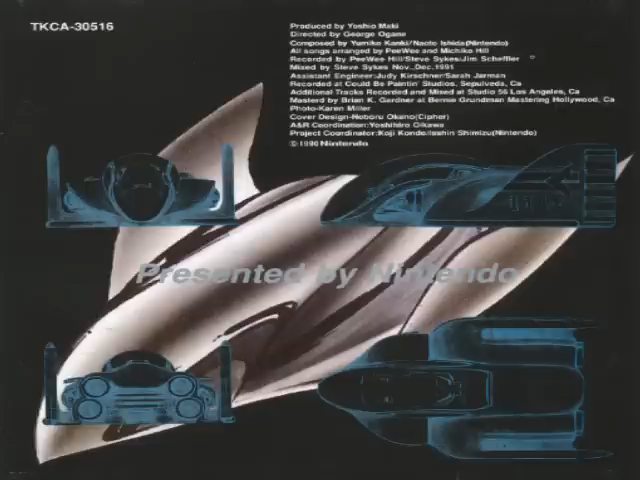 TKCA-30516
Produced by Yoshio Maki
Directed by George Ogane
Composed by Yumiko Kanki/Naoto Ishida(Nintendo)
All songs arranged by PeeWee and Michiko Hill
Recorded by PeeWee Hill/Steve Sykes/Jim Scheffler
Mixed by Steve Sykes Nov.,Dec.1991
Assistant Engineer:Judy Kirschner/Sarah Jarman
Recorded at Could Be Paintin' Studios, Sepulveda, Ca
Additional Tracks Recorded and Mixed at Studio 56 Los Angeles, Ca
Masterd by Brian K. Gardner at Bernie Grundman Mastering Hollywood, Ca
Photo-Karen Miller
Cover Design-Noboru Okano(Cipher)
A&R Coordination:Yoshihiro Oikawa
Project Coordinator:Koji Kondo/Isshin Shimizu(Nintendo)
©1990 Nintendo
Presented by Nintendo